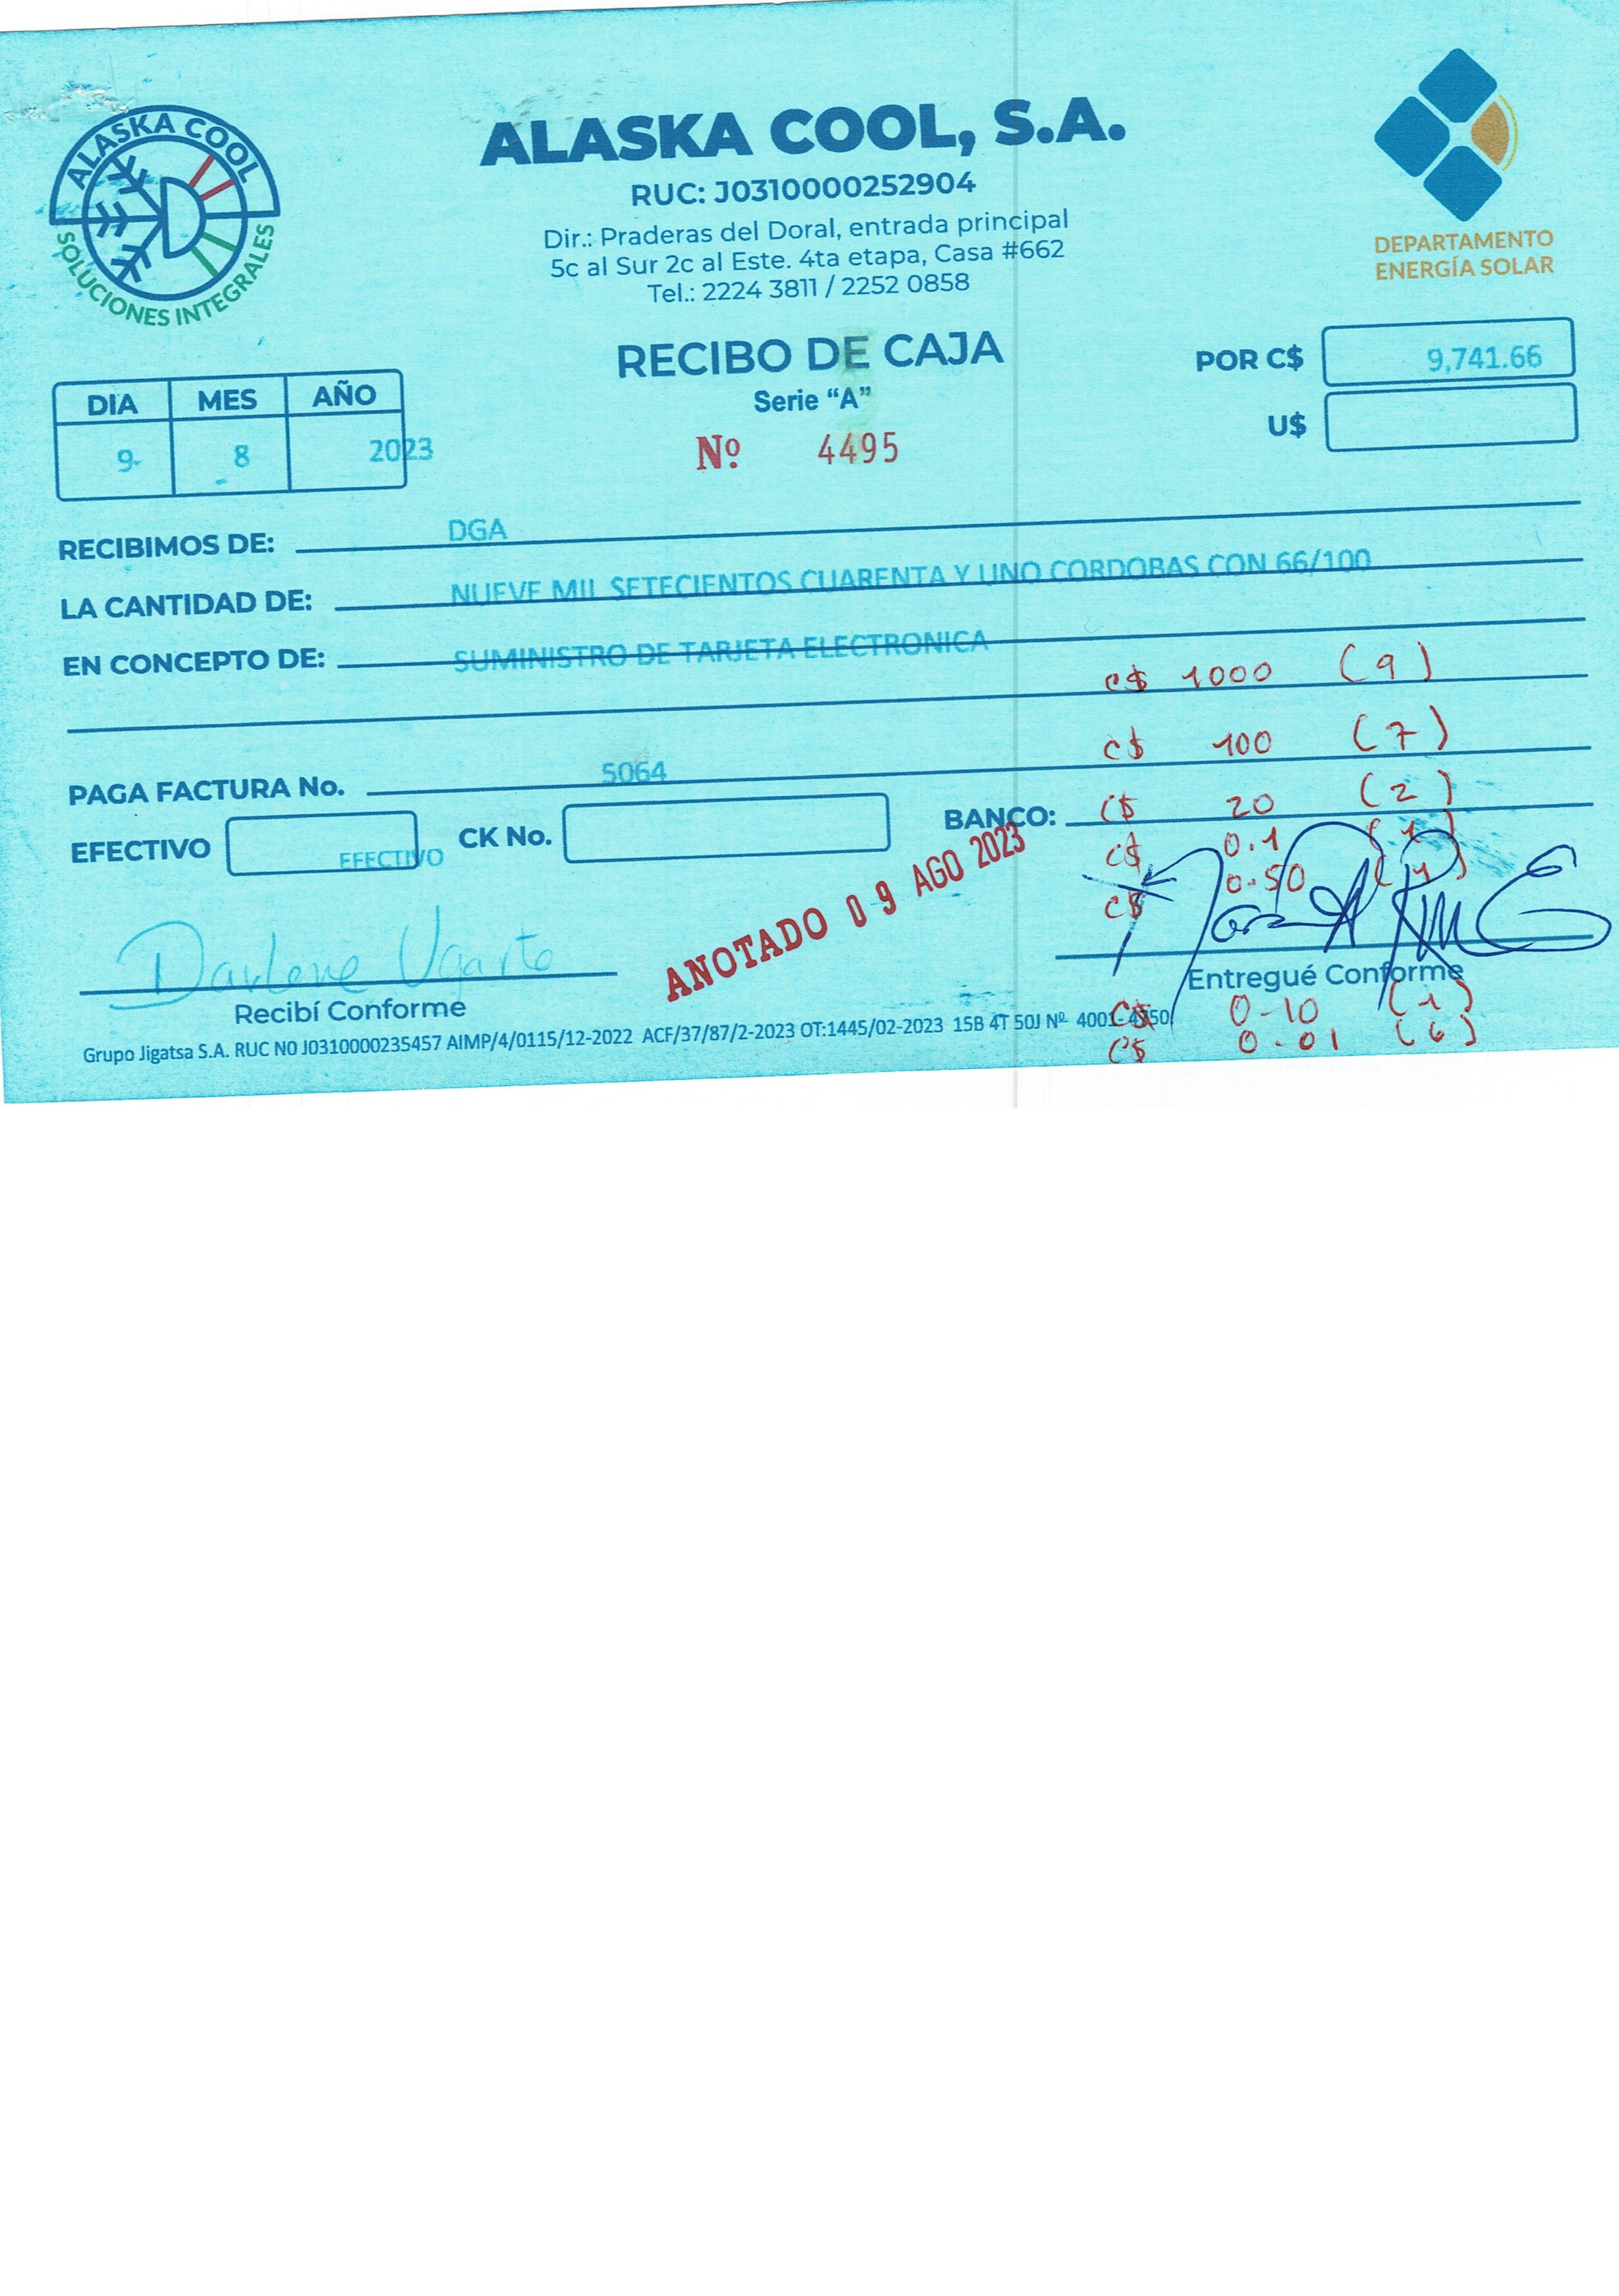 ALASKA COOL
SOLUCIONES INTEGRALES
ALASKA COOL, S.A.
RUC: J0310000252904
Dir.: Praderas del Doral, entrada principal
5c al Sur 2c al Este. 4ta etapa, Casa #662
Tel.: 2224 3811 / 2252 0858
DEPARTAMENTO
ENERGÍA SOLAR
RECIBO DE CAJA
Serie “A”
Nº 4495
POR C$ 9,741.66
U$
DIA MES AÑO
9 8 2023
RECIBIMOS DE: DGA
LA CANTIDAD DE: NUEVE MIL SETECIENTOS CUARENTA Y UNO CORDOBAS CON 66/100
EN CONCEPTO DE: SUMINISTRO DE TARJETA ELECTRONICA
C$ 1000 (9)
C$ 100 (7)
PAGA FACTURA No. 5064
C$ 20 (2)
EFECTIVO EFECTIVO CK No. BANCO:
C$ 0.1 (1)
C$ 0.50 (1)
ANOTADO 09 AGO 2023
Darlene Ugarte
Recibí Conforme
Entregué Conforme
C$ 0.10 (1)
C$ 0.01 (6)
Grupo Jigatsa S.A. RUC N0 J0310000235457 AIMP/4/0115/12-2022 ACF/37/87/2-2023 OT:1445/02-2023 15B 4T 50J Nº 4001-4750